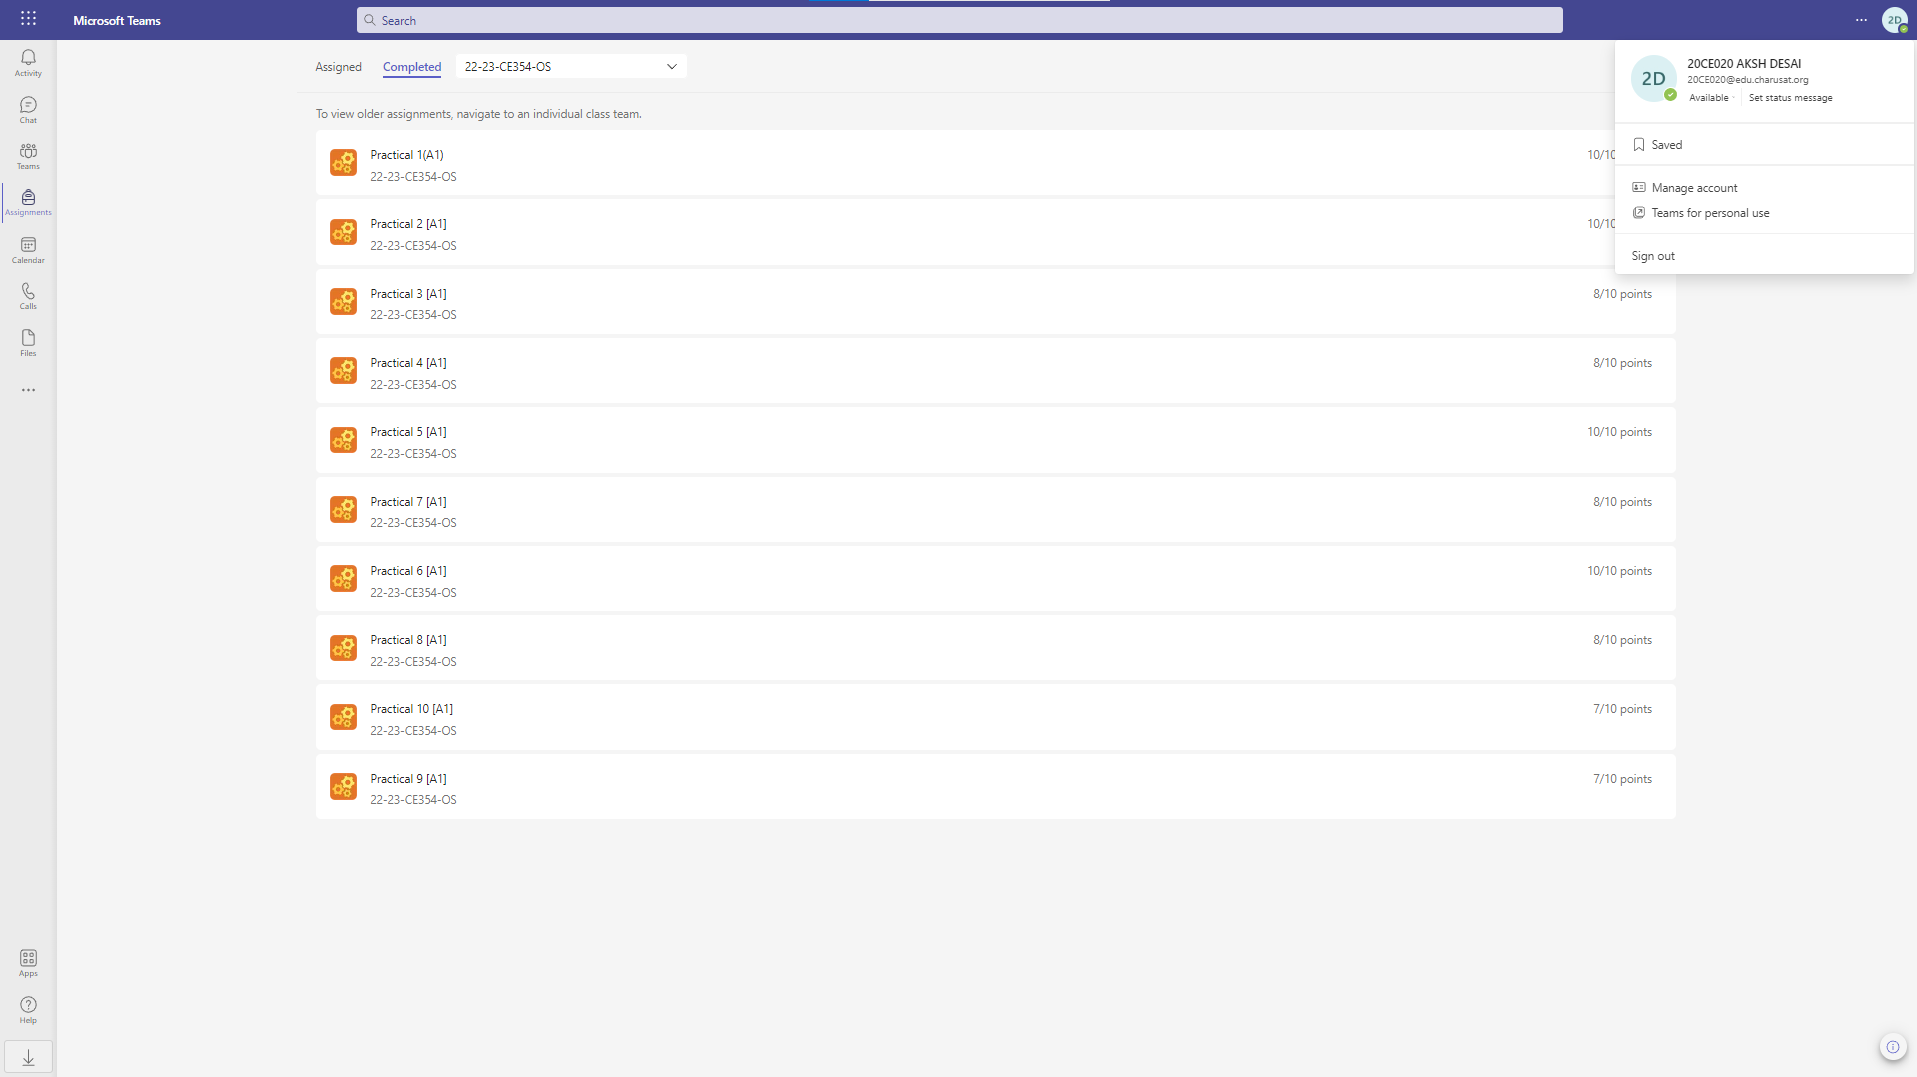 Microsoft Teams
Search
2D
Activity
Chat
Teams
Assignments
Calendar
Calls
Files
Apps
Help
Assigned
Completed
22-23-CE354-OS
To view older assignments, navigate to an individual class team.
Practical 1(A1)
22-23-CE354-OS
10/10
Practical 2 [A1]
22-23-CE354-OS
10/10
Practical 3 [A1]
22-23-CE354-OS
8/10 points
Practical 4 [A1]
22-23-CE354-OS
8/10 points
Practical 5 [A1]
22-23-CE354-OS
10/10 points
Practical 7 [A1]
22-23-CE354-OS
8/10 points
Practical 6 [A1]
22-23-CE354-OS
10/10 points
Practical 8 [A1]
22-23-CE354-OS
8/10 points
Practical 10 [A1]
22-23-CE354-OS
7/10 points
Practical 9 [A1]
22-23-CE354-OS
7/10 points
2D
20CE020 AKSH DESAI
20CE020@edu.charusat.org
Available
Set status message
Saved
Manage account
Teams for personal use
Sign out